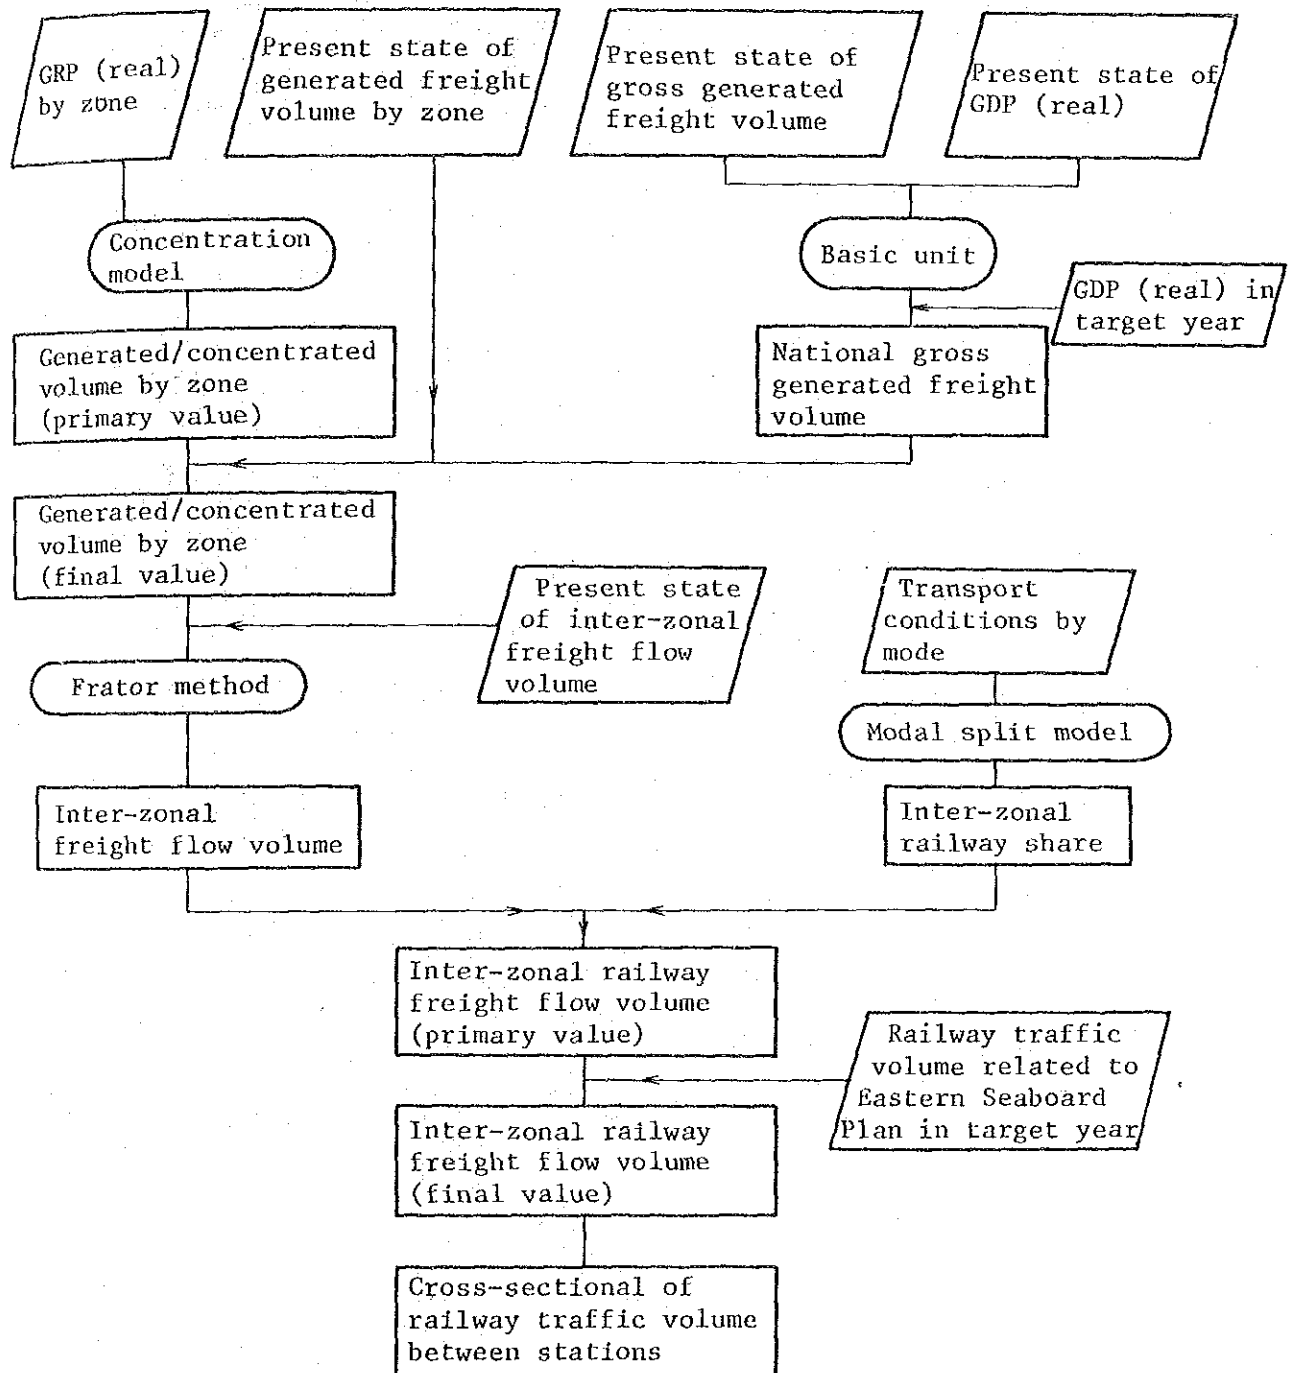 GRP (real)
by zone
Present state of
generated freight
volume by zone
Present state of
gross generated
freight volume
Present state of
GDP (real)
Concentration
model
Basic unit
GDP (real) in
target year
Generated/concentrated
volume by zone
(primary value)
National gross
generated freight
volume
Generated/concentrated
volume by zone
(final value)
Present state
of inter-zonal
freight flow
volume
Transport
conditions by
mode
Frator method
Modal split model
Inter-zonal
freight flow volume
Inter-zonal
railway share
Inter-zonal railway
freight flow volume
(primary value)
Railway traffic
volume related to
Eastern Seaboard
Plan in target year
Inter-zonal railway
freight flow volume
(final value)
Cross-sectional of
railway traffic volume
between stations